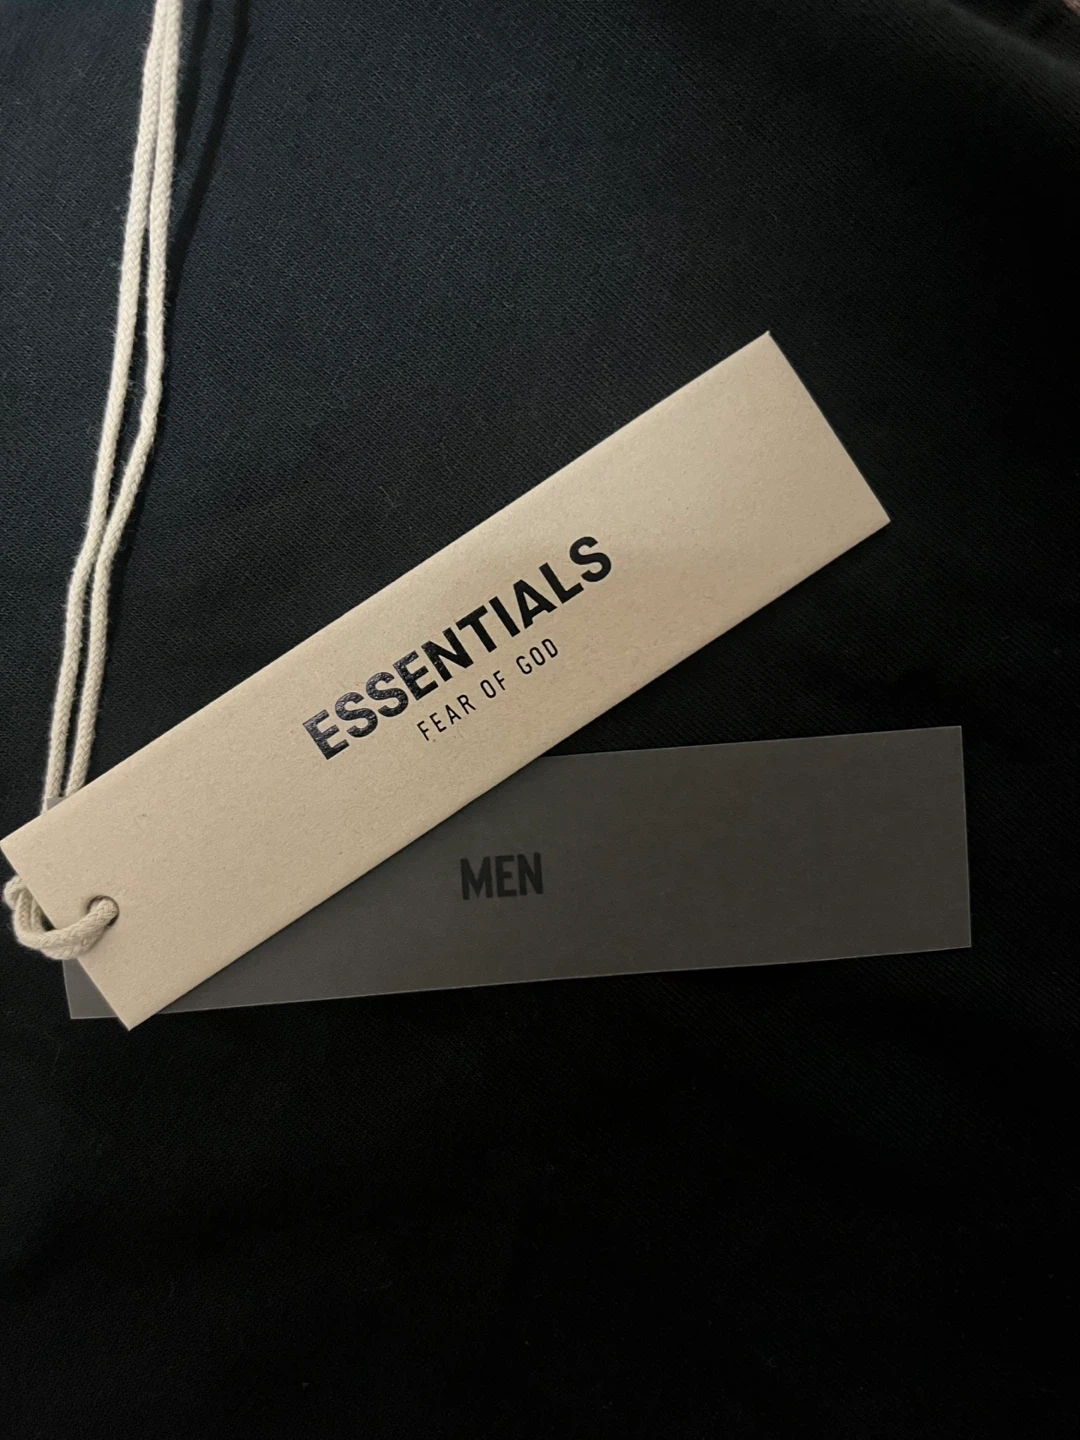 ESSENTIALS
FEAR OF GOD
MEN